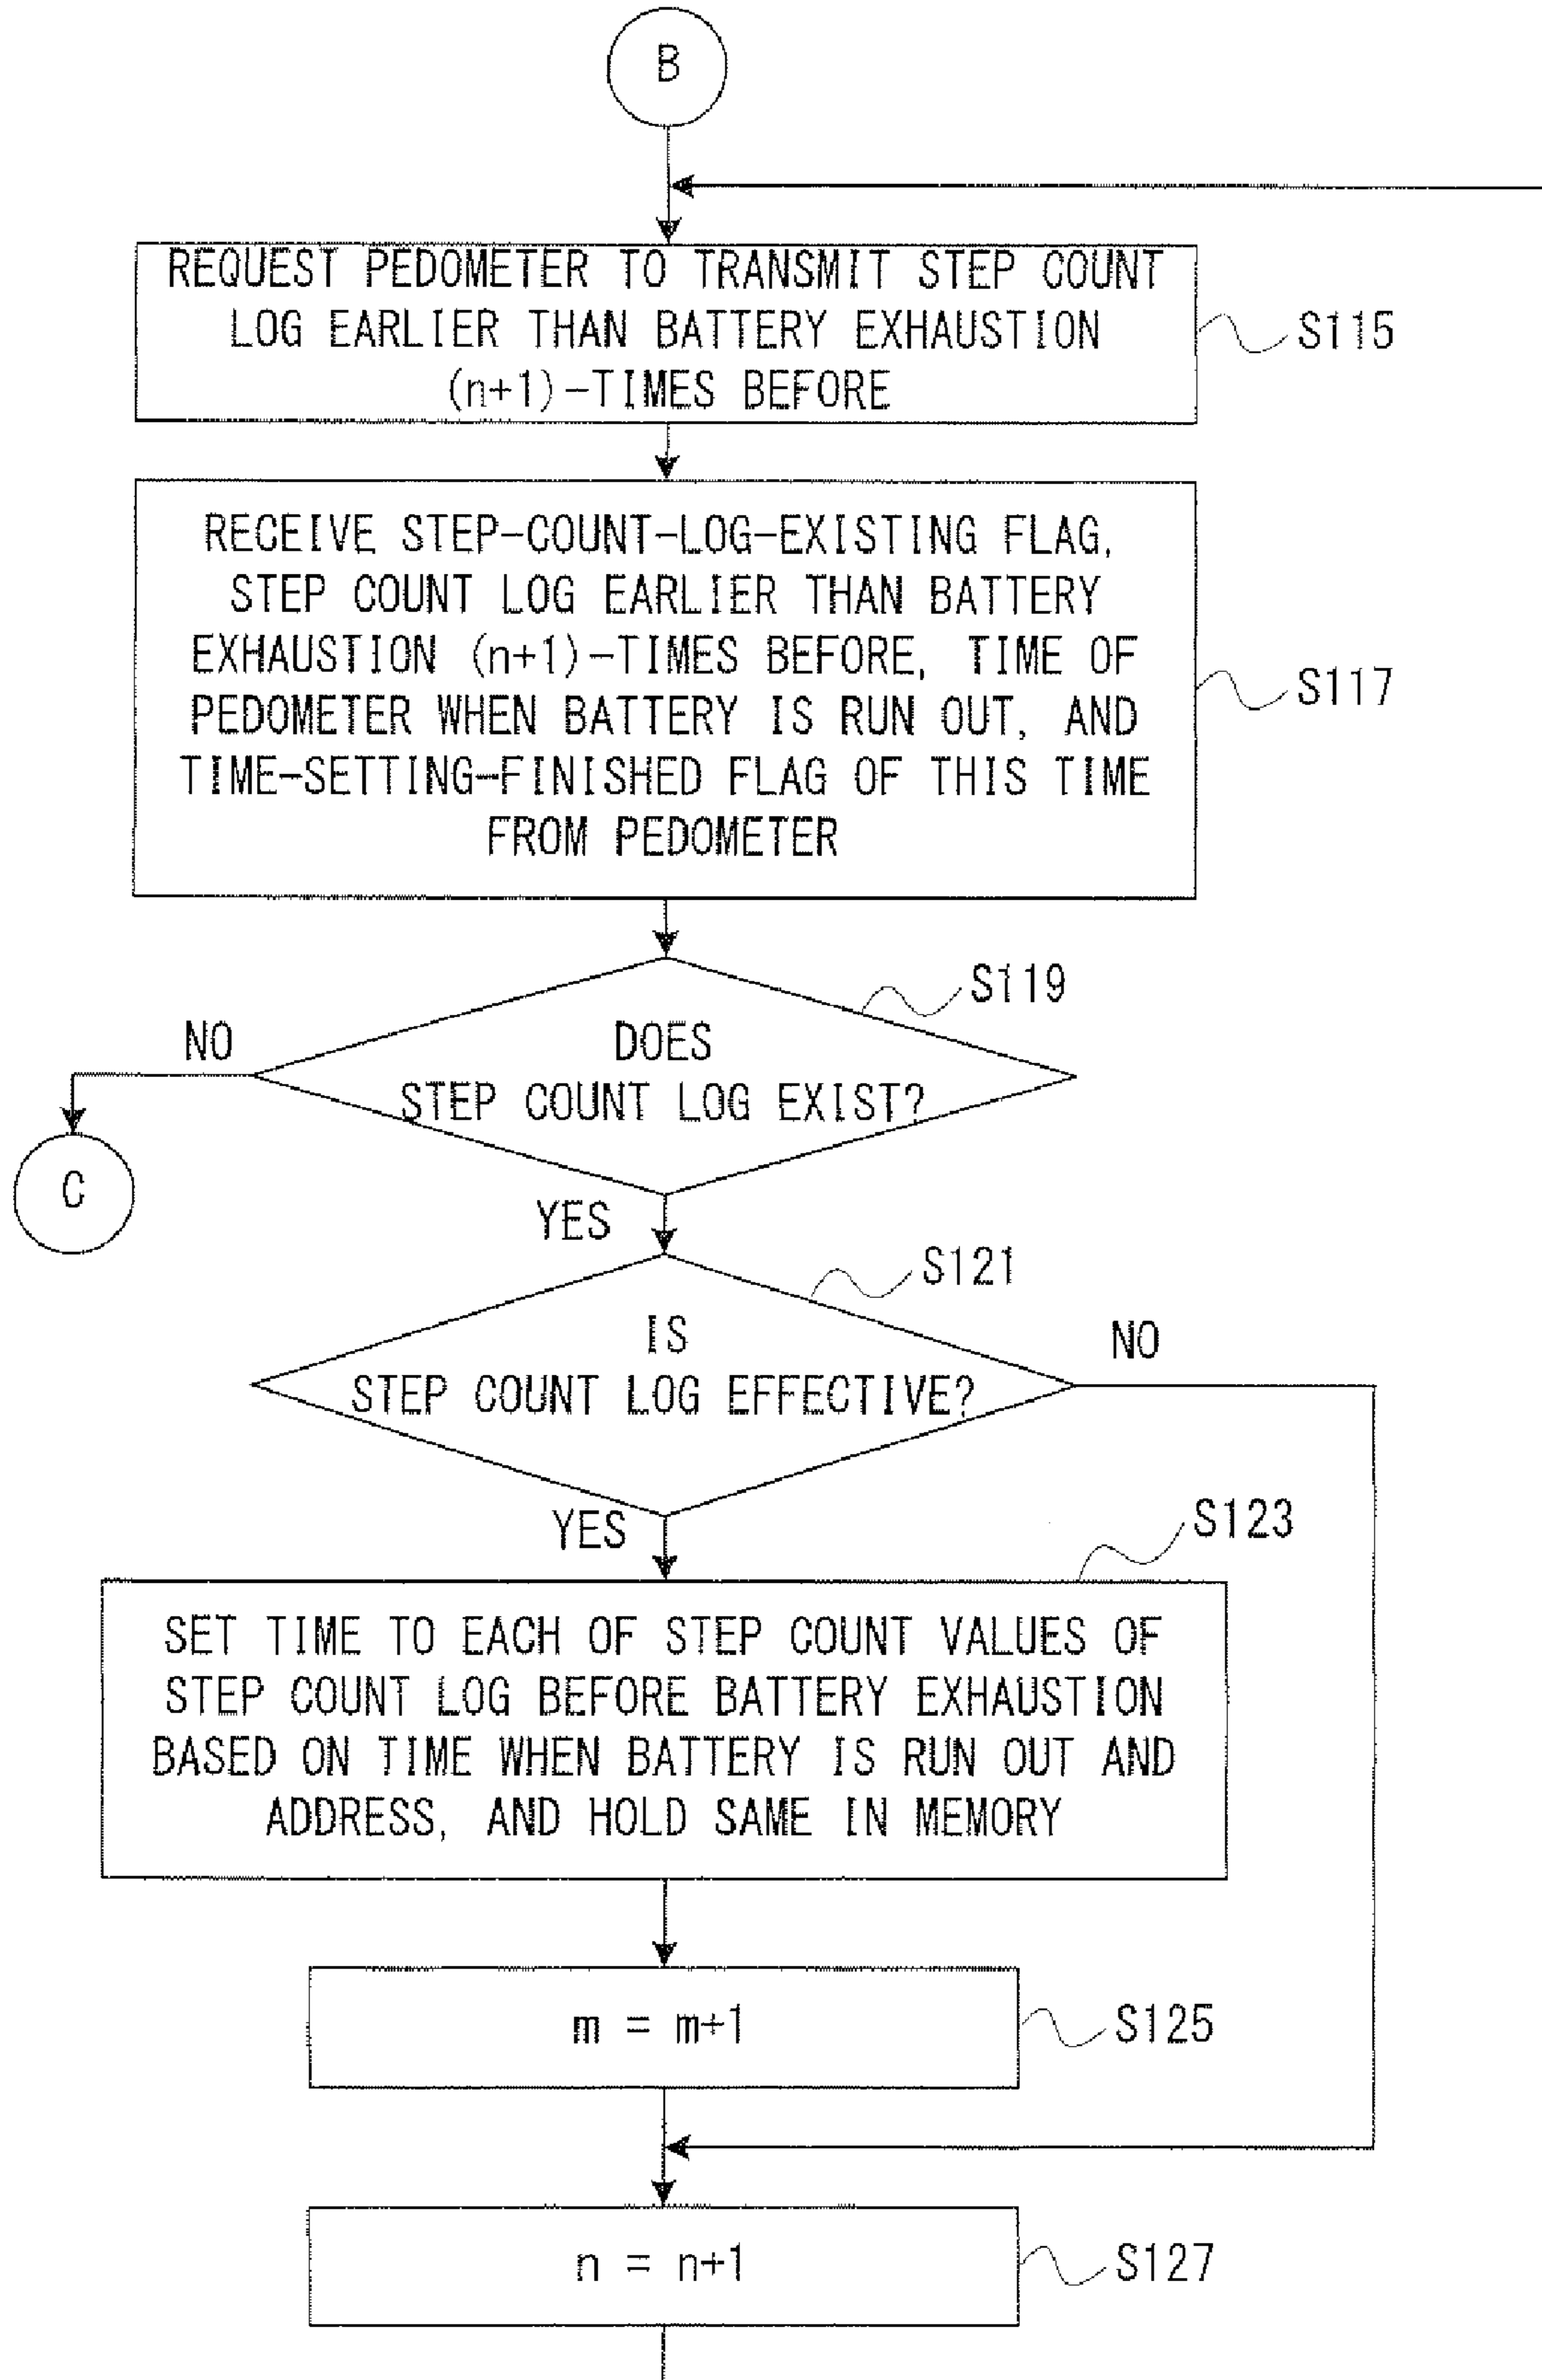 B
REQUEST PEDOMETER TO TRANSMIT STEP COUNT
LOG EARLIER THAN BATTERY EXHAUSTION
(n+1)-TIMES BEFORE
S115
RECEIVE STEP-COUNT-LOG-EXISTING FLAG,
STEP COUNT LOG EARLIER THAN BATTERY
EXHAUSTION (n+1)-TIMES BEFORE, TIME OF
PEDOMETER WHEN BATTERY IS RUN OUT, AND
TIME-SETTING-FINISHED FLAG OF THIS TIME
FROM PEDOMETER
S117
S119
NO
DOES
STEP COUNT LOG EXIST?
C
YES
S121
IS
STEP COUNT LOG EFFECTIVE?
NO
YES
S123
SET TIME TO EACH OF STEP COUNT VALUES OF
STEP COUNT LOG BEFORE BATTERY EXHAUSTION
BASED ON TIME WHEN BATTERY IS RUN OUT AND
ADDRESS, AND HOLD SAME IN MEMORY
m = m+1
S125
n = n+1
S127